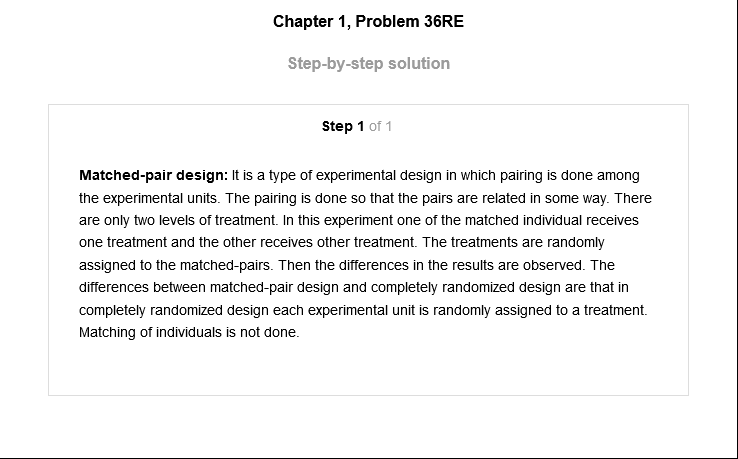 Chapter 1, Problem 36RE
Step-by-step solution
Step 1 of 1
Matched-pair design: It is a type of experimental design in which pairing is done among
the experimental units. The pairing is done so that the pairs are related in some way. There
are only two levels of treatment. In this experiment one of the matched individual receives
one treatment and the other receives other treatment. The treatments are randomly
assigned to the matched-pairs. Then the differences in the results are observed. The
differences between matched-pair design and completely randomized design are that in
completely randomized design each experimental unit is randomly assigned to a treatment.
Matching of individuals is not done.